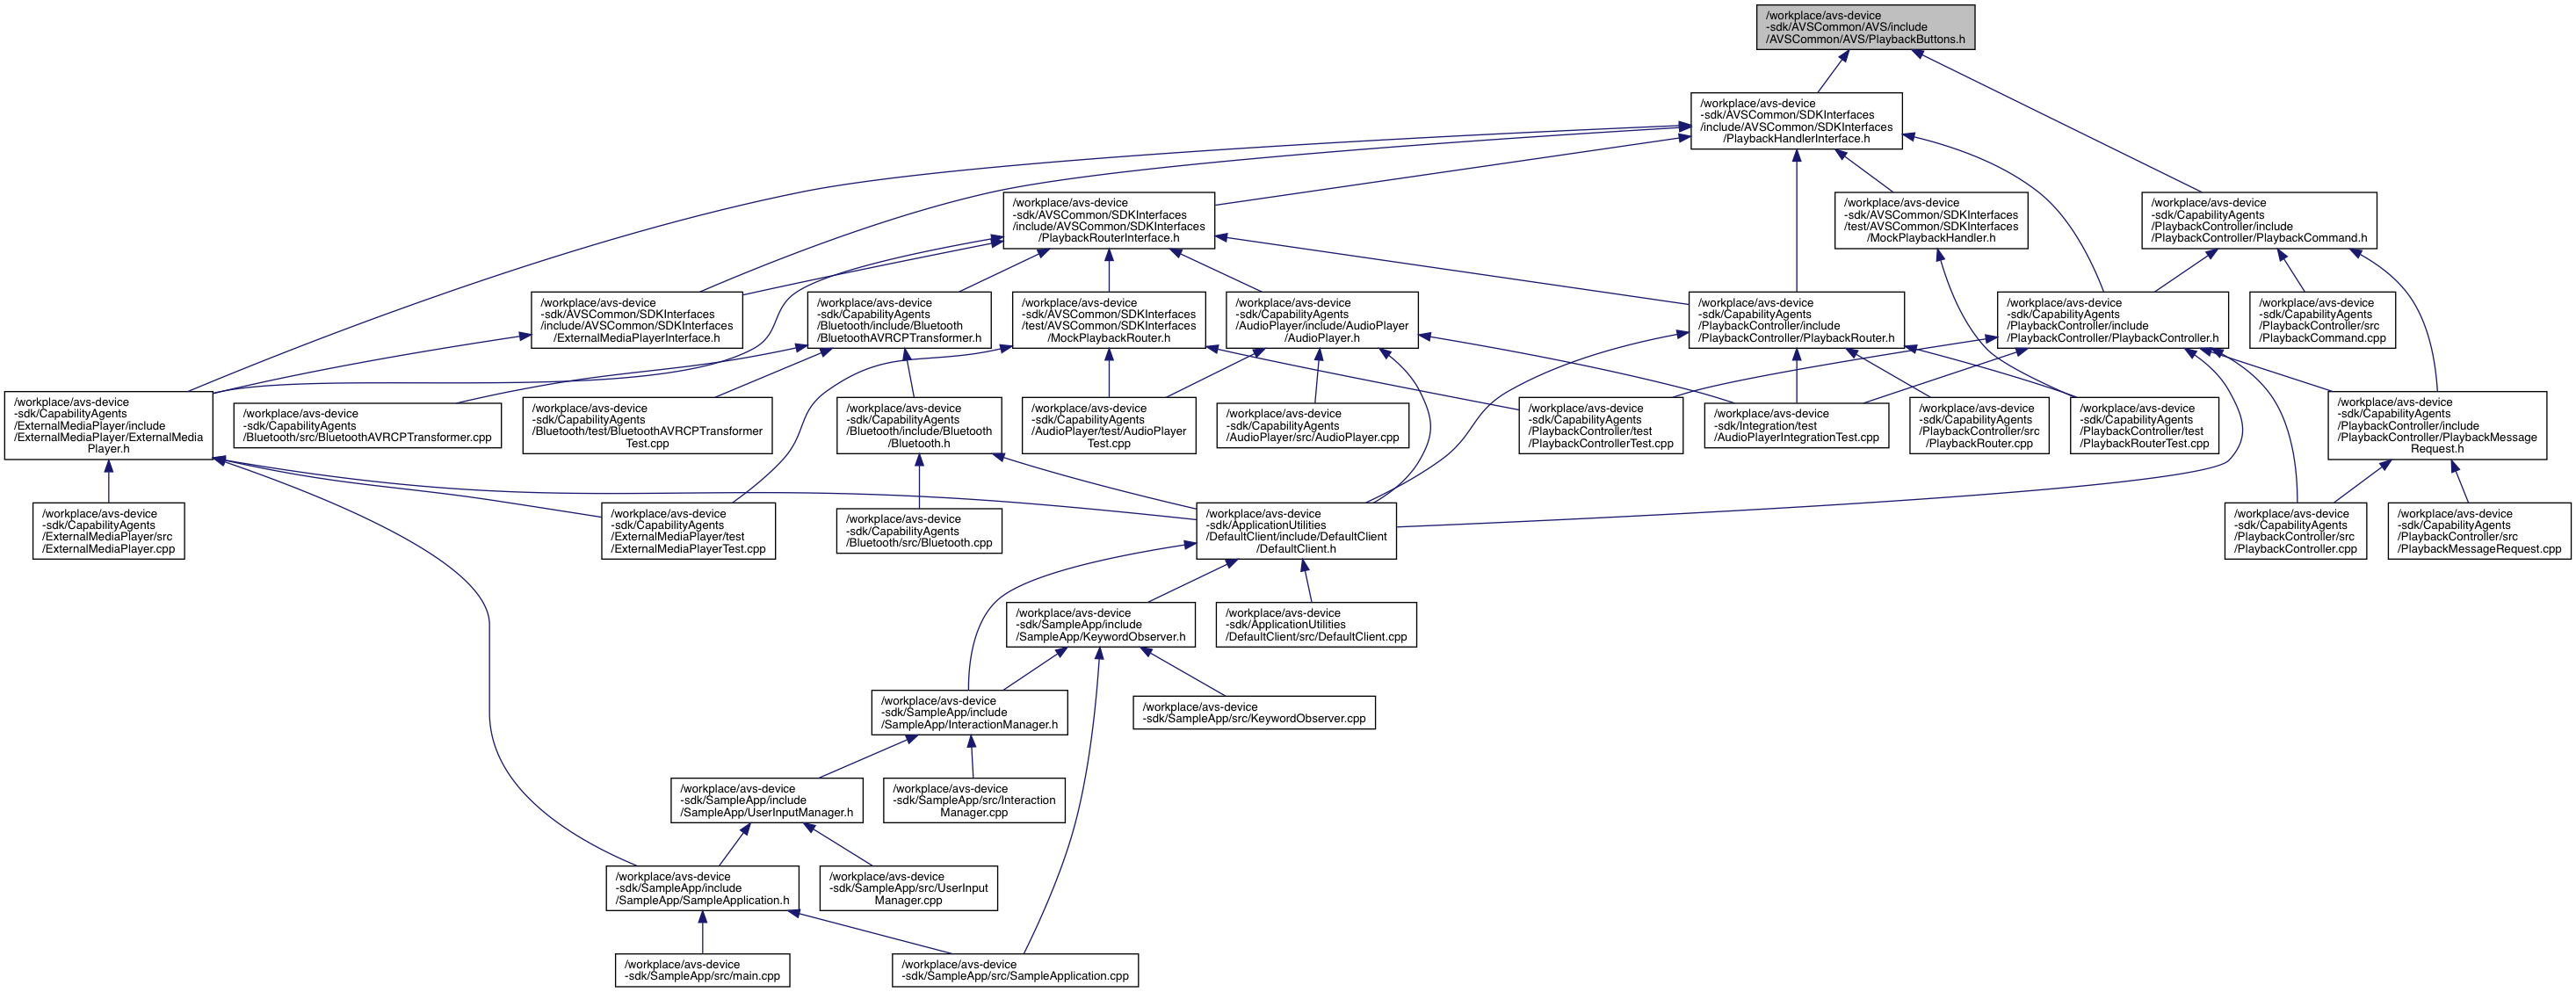 /workplace/avs-device
-sdk/AVSCommon/AVS/include
/AVSCommon/AVS/PlaybackButtons.h
/workplace/avs-device
-sdk/AVSCommon/SDKInterfaces
/include/AVSCommon/SDKInterfaces
/PlaybackHandlerInterface.h
/workplace/avs-device
-sdk/AVSCommon/SDKInterfaces
/include/AVSCommon/SDKInterfaces
/PlaybackRouterInterface.h
/workplace/avs-device
-sdk/AVSCommon/SDKInterfaces
/test/AVSCommon/SDKInterfaces
/MockPlaybackHandler.h
/workplace/avs-device
-sdk/CapabilityAgents
/PlaybackController/include
/PlaybackController/PlaybackCommand.h
/workplace/avs-device
-sdk/AVSCommon/SDKInterfaces
/include/AVSCommon/SDKInterfaces
/ExternalMediaPlayerInterface.h
/workplace/avs-device
-sdk/CapabilityAgents
/Bluetooth/include/Bluetooth
/BluetoothAVRCPTransformer.h
/workplace/avs-device
-sdk/AVSCommon/SDKInterfaces
/test/AVSCommon/SDKInterfaces
/MockPlaybackRouter.h
/workplace/avs-device
-sdk/CapabilityAgents
/AudioPlayer/include/AudioPlayer
/AudioPlayer.h
/workplace/avs-device
-sdk/CapabilityAgents
/PlaybackController/include
/PlaybackController/PlaybackRouter.h
/workplace/avs-device
-sdk/CapabilityAgents
/PlaybackController/include
/PlaybackController/PlaybackController.h
/workplace/avs-device
-sdk/CapabilityAgents
/PlaybackController/src
/PlaybackCommand.cpp
/workplace/avs-device
-sdk/CapabilityAgents
/ExternalMediaPlayer/include
/ExternalMediaPlayer/ExternalMedia
Player.h
/workplace/avs-device
-sdk/CapabilityAgents
/Bluetooth/src/BluetoothAVRCPTransformer.cpp
/workplace/avs-device
-sdk/CapabilityAgents
/Bluetooth/test/BluetoothAVRCPTransformer
Test.cpp
/workplace/avs-device
-sdk/CapabilityAgents
/Bluetooth/include/Bluetooth
/Bluetooth.h
/workplace/avs-device
-sdk/CapabilityAgents
/AudioPlayer/test/AudioPlayer
Test.cpp
/workplace/avs-device
-sdk/CapabilityAgents
/AudioPlayer/src/AudioPlayer.cpp
/workplace/avs-device
-sdk/CapabilityAgents
/PlaybackController/test
/PlaybackControllerTest.cpp
/workplace/avs-device
-sdk/Integration/test
/AudioPlayerIntegrationTest.cpp
/workplace/avs-device
-sdk/CapabilityAgents
/PlaybackController/src
/PlaybackRouter.cpp
/workplace/avs-device
-sdk/CapabilityAgents
/PlaybackController/test
/PlaybackRouterTest.cpp
/workplace/avs-device
-sdk/CapabilityAgents
/PlaybackController/include
/PlaybackController/PlaybackMessage
Request.h
/workplace/avs-device
-sdk/CapabilityAgents
/ExternalMediaPlayer/src
/ExternalMediaPlayer.cpp
/workplace/avs-device
-sdk/CapabilityAgents
/ExternalMediaPlayer/test
/ExternalMediaPlayerTest.cpp
/workplace/avs-device
-sdk/CapabilityAgents
/Bluetooth/src/Bluetooth.cpp
/workplace/avs-device
-sdk/ApplicationUtilities
/DefaultClient/include/DefaultClient
/DefaultClient.h
/workplace/avs-device
-sdk/CapabilityAgents
/PlaybackController/src
/PlaybackController.cpp
/workplace/avs-device
-sdk/CapabilityAgents
/PlaybackController/src
/PlaybackMessageRequest.cpp
/workplace/avs-device
-sdk/SampleApp/include
/SampleApp/KeywordObserver.h
/workplace/avs-device
-sdk/ApplicationUtilities
/DefaultClient/src/DefaultClient.cpp
/workplace/avs-device
-sdk/SampleApp/include
/SampleApp/InteractionManager.h
/workplace/avs-device
-sdk/SampleApp/src/KeywordObserver.cpp
/workplace/avs-device
-sdk/SampleApp/include
/SampleApp/UserInputManager.h
/workplace/avs-device
-sdk/SampleApp/src/Interaction
Manager.cpp
/workplace/avs-device
-sdk/SampleApp/include
/SampleApp/SampleApplication.h
/workplace/avs-device
-sdk/SampleApp/src/UserInput
Manager.cpp
/workplace/avs-device
-sdk/SampleApp/src/main.cpp
/workplace/avs-device
-sdk/SampleApp/src/SampleApplication.cpp